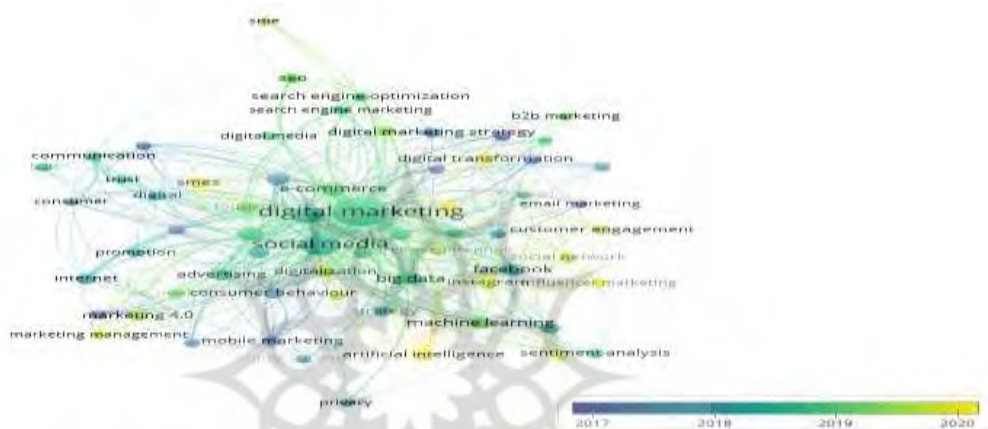 sme
seo
search engine optimization
search engine marketing
b2b marketing
digital media
digital marketing strategy
communication
digital transformation
trust
smes
e-commerce
consumer
digital
email marketing
digital marketing
customer engagement
social media
promotion
social network
internet
advertising
digitalization
big data
facebook
instagram
influencer marketing
consumer behaviour
strategy
marketing 4.0
machine learning
marketing management
mobile marketing
artificial intelligence
sentiment analysis
privacy
2017
2018
2019
2020